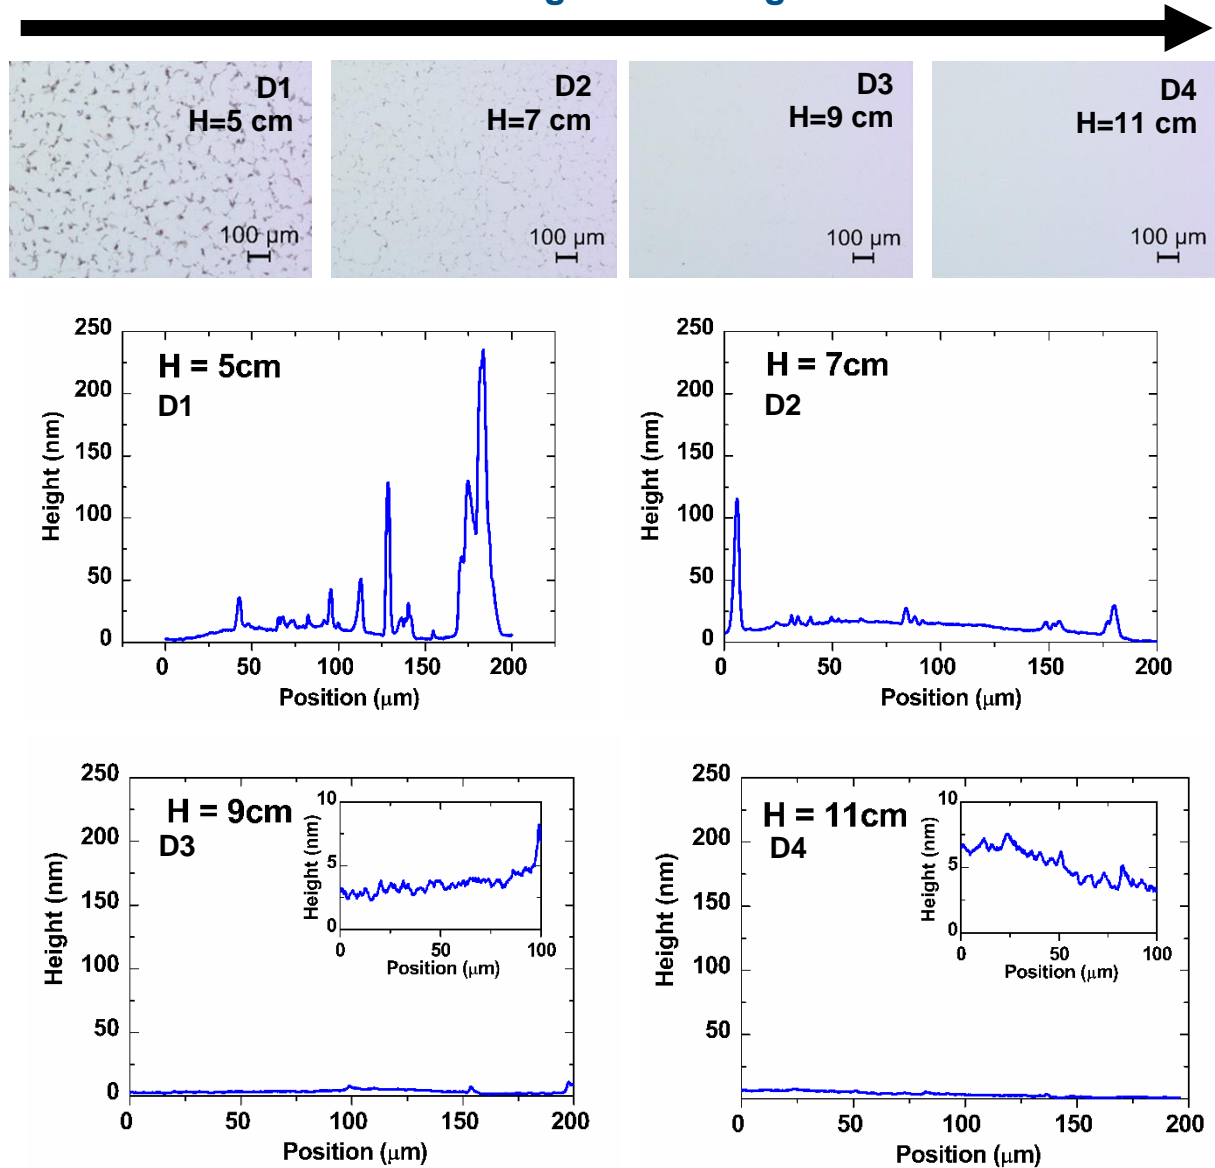 D1
H=5 cm
100 µm
D2
H=7 cm
100 µm
D3
H=9 cm
100 µm
D4
H=11 cm
100 µm
250
200
150
100
50
0
Height (nm)
H = 5cm
D1
0 50 100 150 200
Position (µm)
250
200
150
100
50
0
Height (nm)
H = 7cm
D2
0 50 100 150 200
Position (µm)
250
200
150
100
50
0
Height (nm)
H = 9cm
D3
10
5
0
Height (nm)
0 50 100
Position (µm)
0 50 100 150 200
Position (µm)
250
200
150
100
50
Height (nm)
H = 11cm
D4
10
5
0
Height (nm)
0 50 100
Position (µm)
0 50 100 150 200
Position (µm)